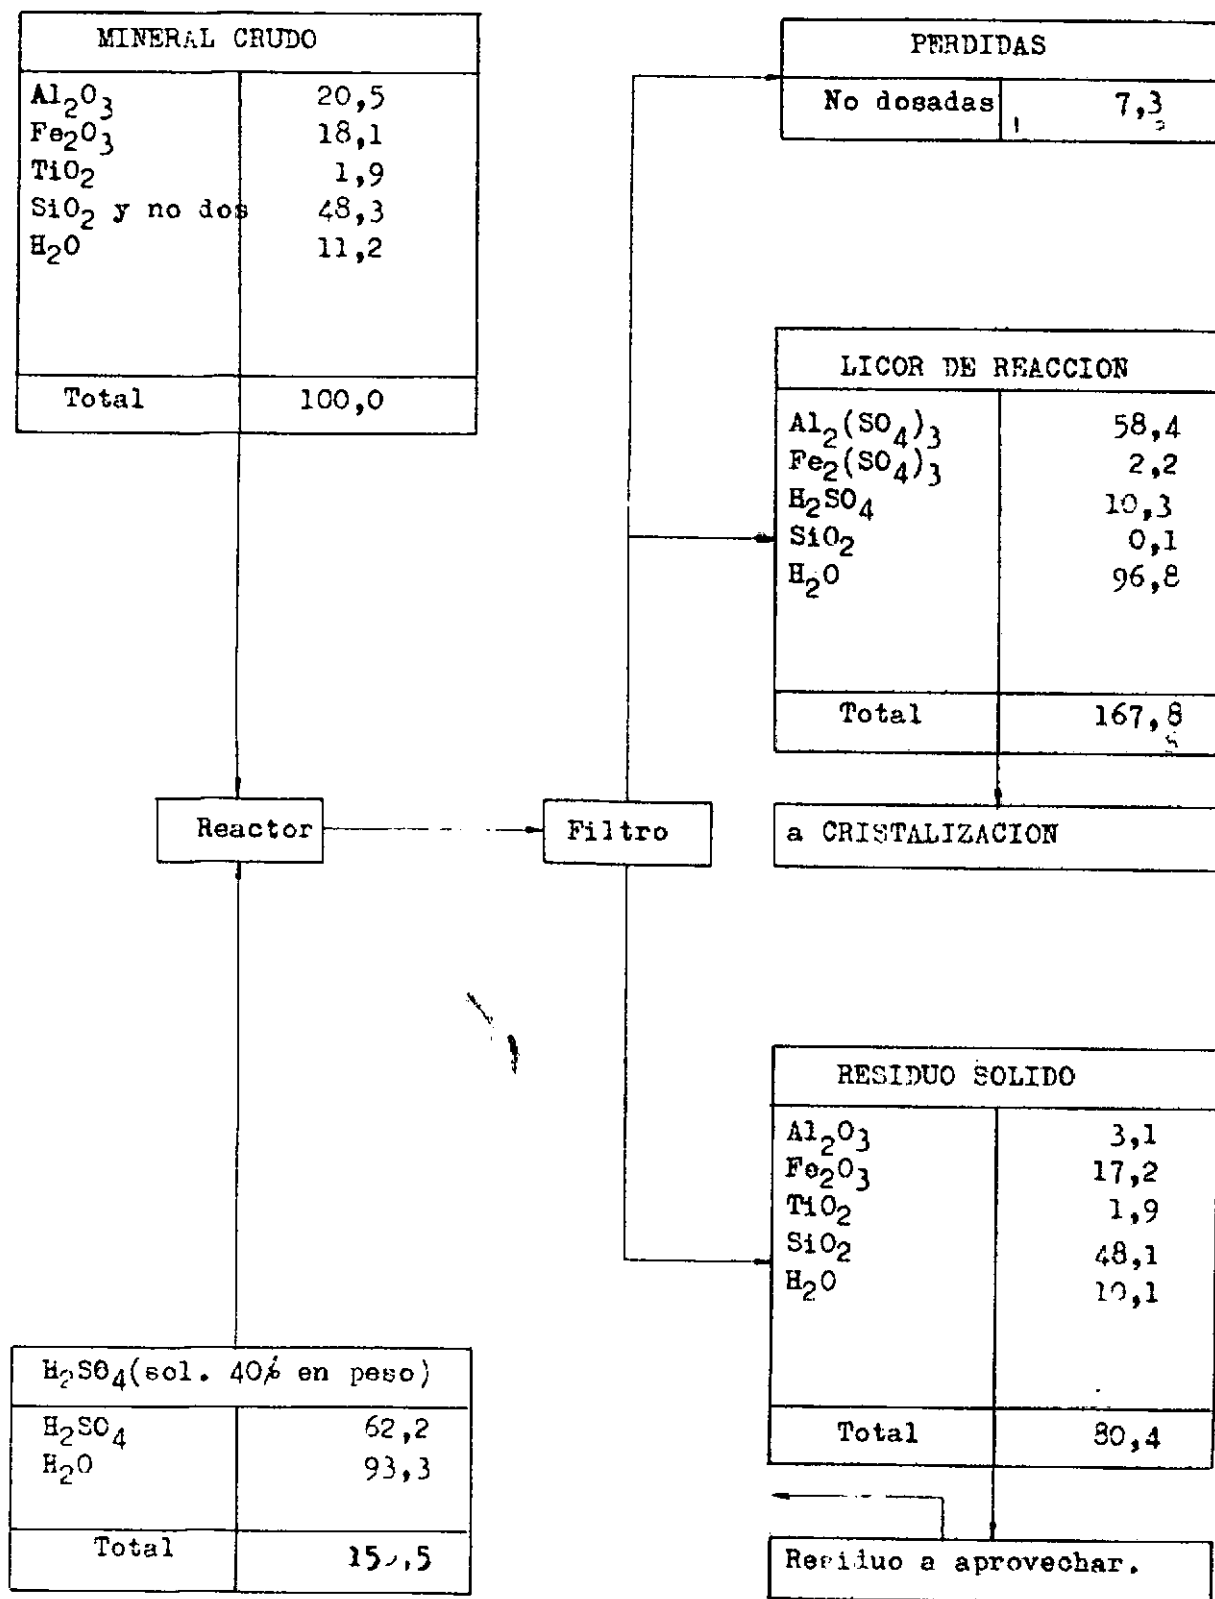 MINERAL CRUDO
Al2O3 20,5
Fe2O3 18,1
TiO2 1,9
SiO2 y no dos 48,3
H2O 11,2
Total 100,0
PERDIDAS
No dosadas 7,3
LICOR DE REACCION
Al2(SO4)3 58,4
Fe2(SO4)3 2,2
H2SO4 10,3
SiO2 0,1
H2O 96,8
Total 167,8
a CRISTALIZACION
Reactor
Filtro
RESIDUO SOLIDO
Al2O3 3,1
Fe2O3 17,2
TiO2 1,9
SiO2 48,1
H2O 10,1
Total 80,4
Residuo a aprovechar.
H2SO4(sol. 40% en peso)
H2SO4 62,2
H2O 93,3
Total